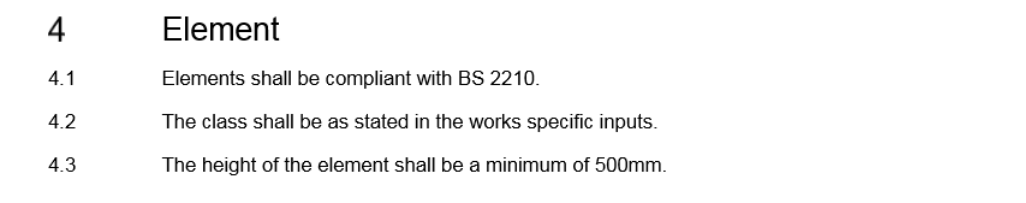 4 Element
4.1 Elements shall be compliant with BS 2210.
4.2 The class shall be as stated in the works specific inputs.
4.3 The height of the element shall be a minimum of 500mm.